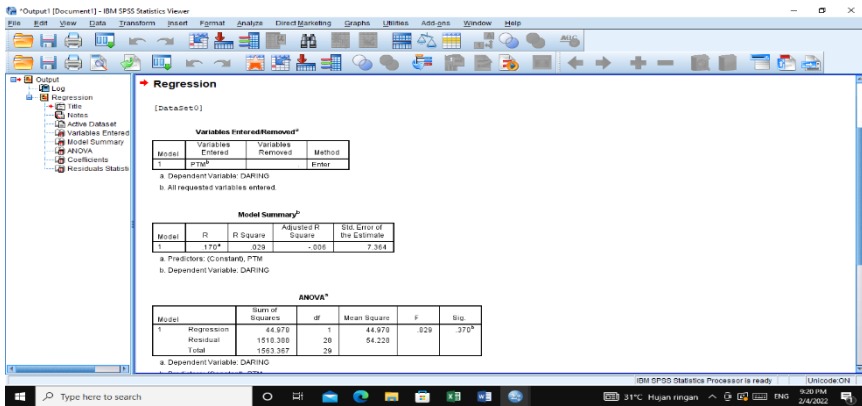 *Output1 [Document1] - IBM SPSS Statistics Viewer
File Edit View Data Transform Insert Format Analyze Direct Marketing Graphs Utilities Add-ons Window Help
Output
Log
Regression
Title
Notes
Active Dataset
Variables Entered
Model Summary
ANOVA
Coefficients
Residuals Statisti
Regression
[DataSet0]
Variables Entered/Removedᵃ
Model Variables Entered Variables Removed Method
1 PTMᵇ Enter
a. Dependent Variable: DARING
b. All requested variables entered.
Model Summaryᵇ
Model R R Square Adjusted R Square Std. Error of the Estimate
1 .170ᵃ .029 -.006 7.364
a. Predictors: (Constant), PTM
b. Dependent Variable: DARING
ANOVAᵃ
Model Sum of Squares df Mean Square F Sig.
1 Regression 44.978 1 44.978 .829 .370ᵇ
Residual 1518.388 28 54.228
Total 1563.367 29
a. Dependent Variable: DARING
IBM SPSS Statistics Processor is ready Unicode:ON
Type here to search
31°C Hujan ringan ENG 9:20 PM
2/4/2022